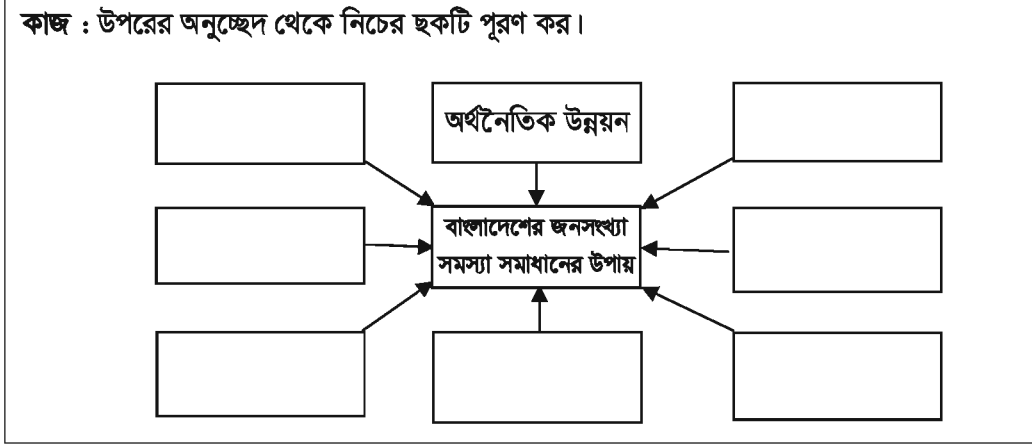 কাজ : উপরের অনুচ্ছেদ থেকে নিচের ছকটি পূরণ কর।
অর্থনৈতিক উন্নয়ন
বাংলাদেশের জনসংখ্যা
সমস্যা সমাধানের উপায়